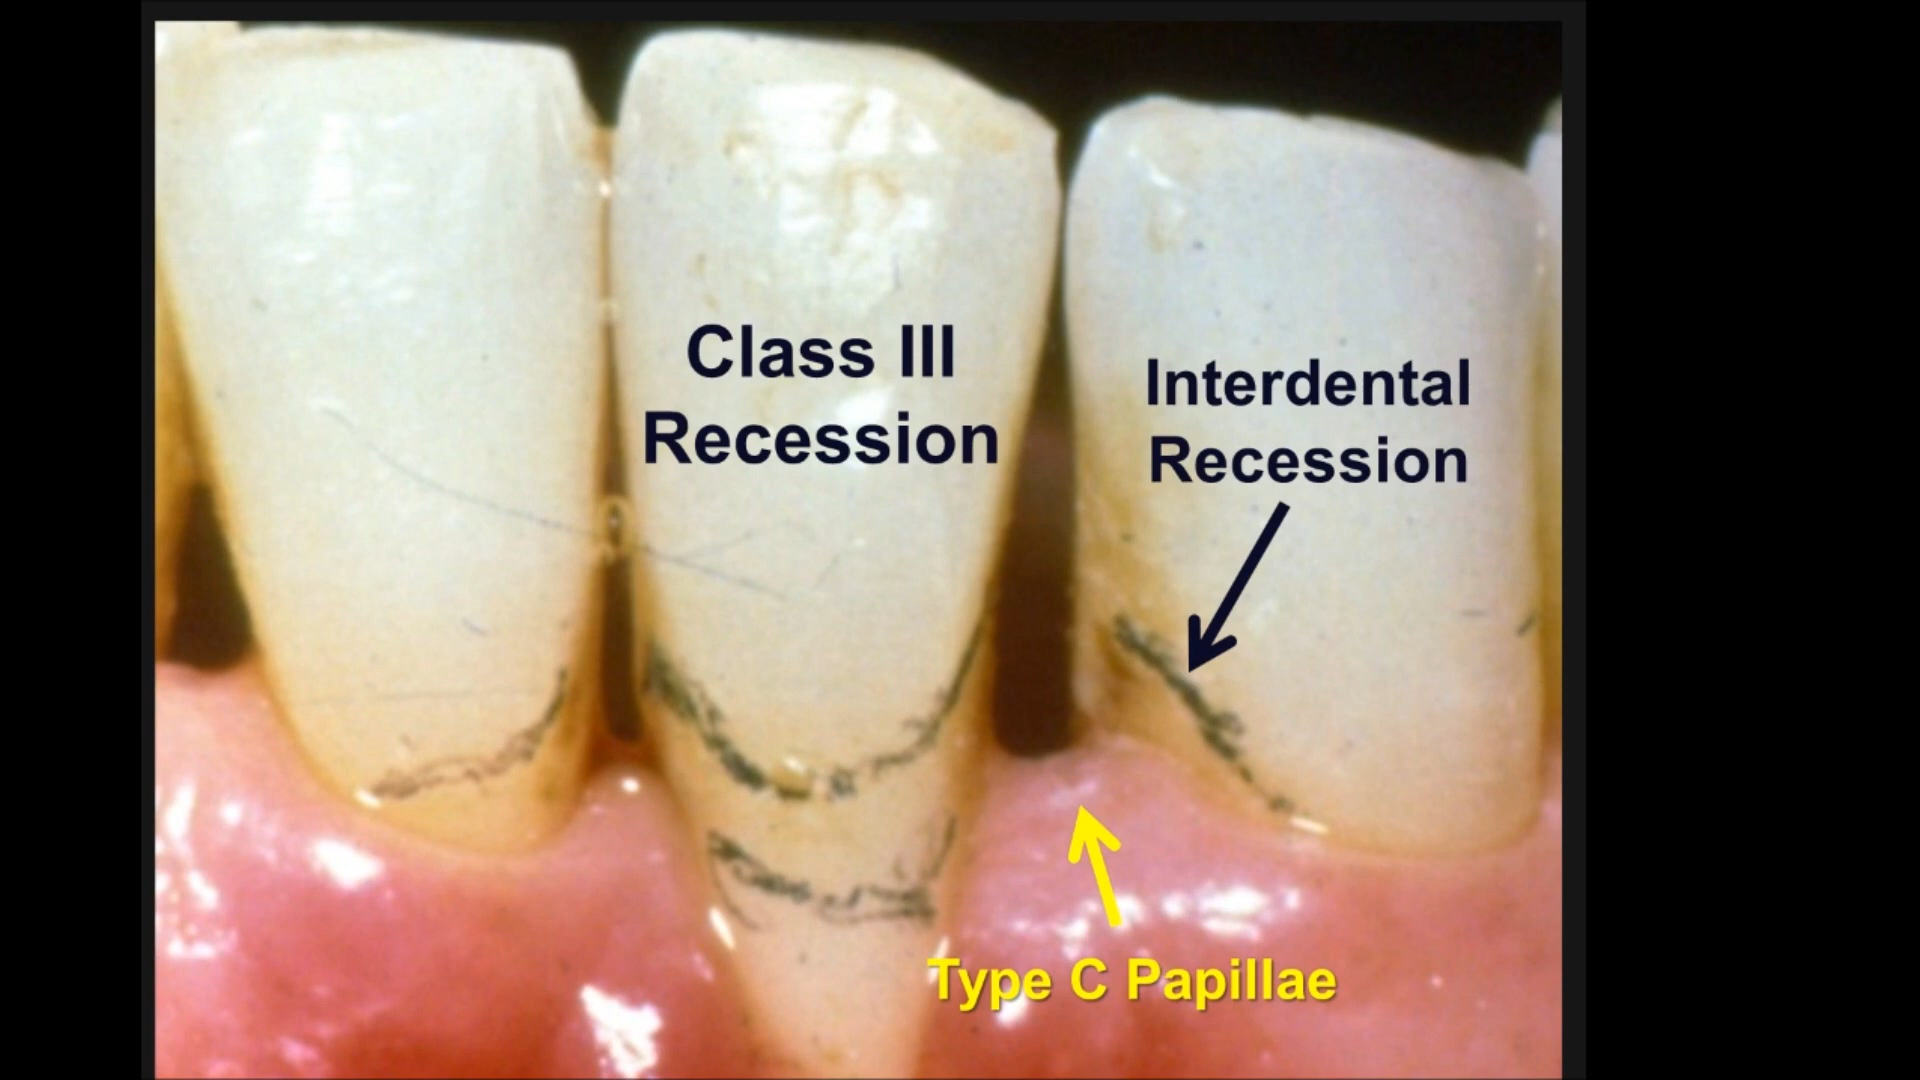 Class III
Recession
Interdental
Recession
Type C Papillae